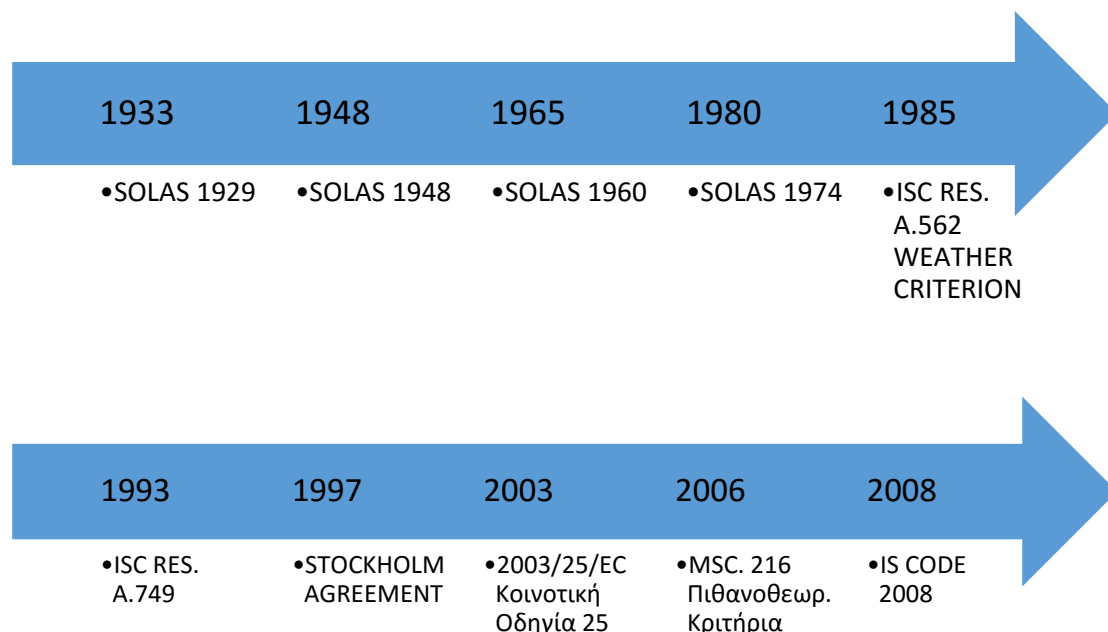 1933 1948 1965 1980 1985
•SOLAS 1929 •SOLAS 1948 •SOLAS 1960 •SOLAS 1974 •ISC RES.
A.562
WEATHER
CRITERION
1993 1997 2003 2006 2008
•ISC RES. •STOCKHOLM •2003/25/EC •MSC. 216 •IS CODE
A.749 AGREEMENT Κοινοτική Πιθανοθεωρ. 2008
Οδηγία 25 Κριτήρια